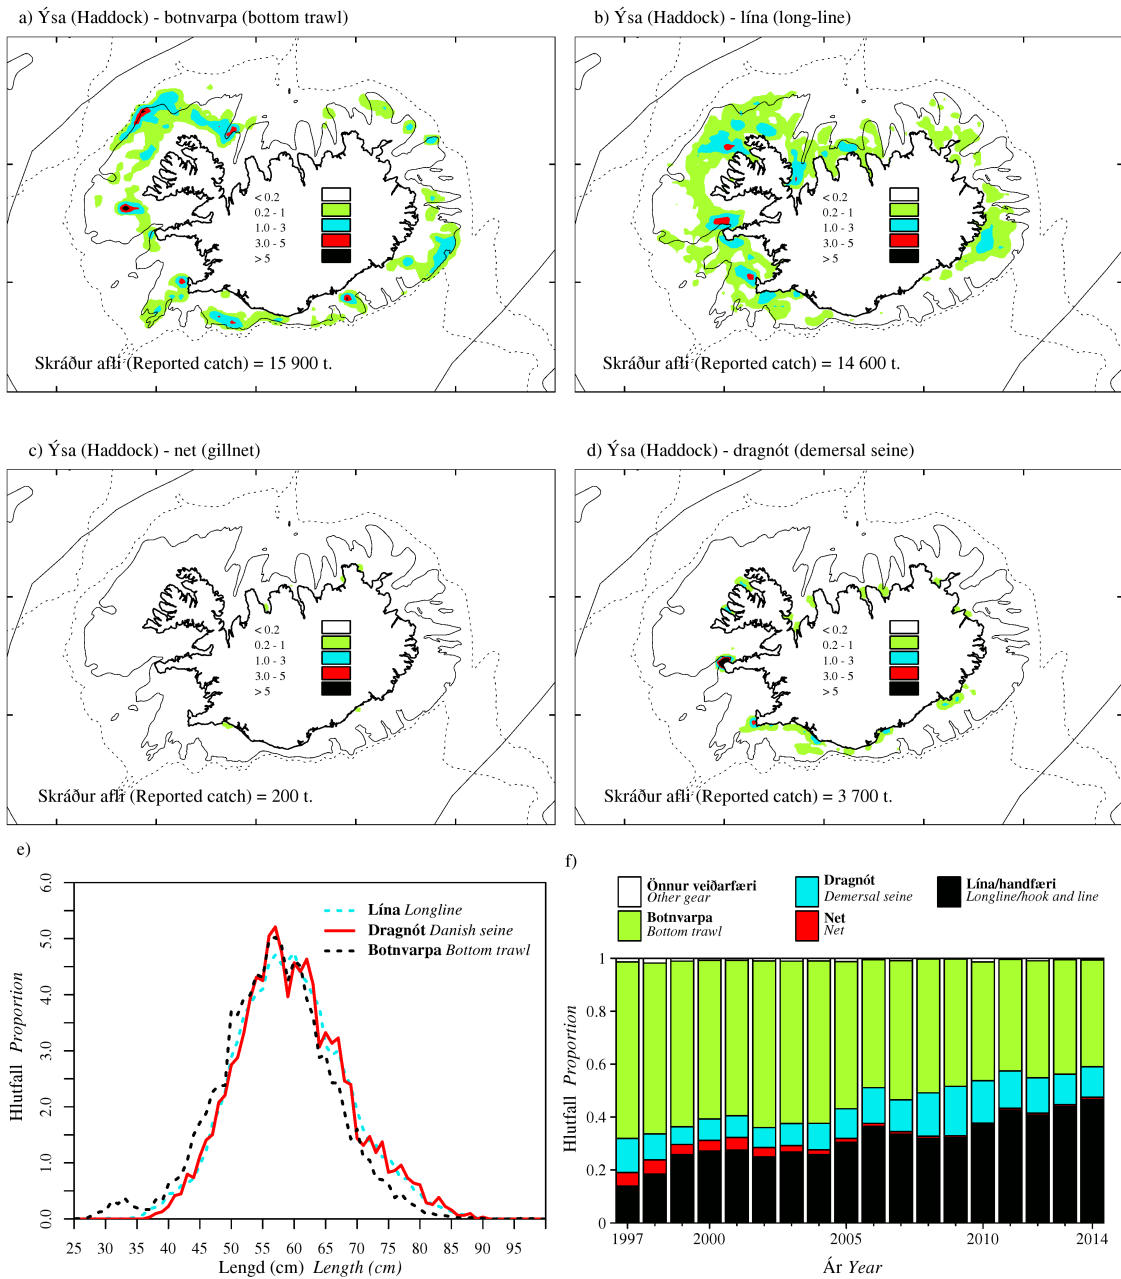 a) Ýsa (Haddock) - botnvarpa (bottom trawl)
< 0.2
0.2 - 1
1.0 - 3
3.0 - 5
> 5
Skráður afli (Reported catch) = 15 900 t.
b) Ýsa (Haddock) - lína (long-line)
< 0.2
0.2 - 1
1.0 - 3
3.0 - 5
> 5
Skráður afli (Reported catch) = 14 600 t.
c) Ýsa (Haddock) - net (gillnet)
< 0.2
0.2 - 1
1.0 - 3
3.0 - 5
> 5
Skráður afli (Reported catch) = 200 t.
d) Ýsa (Haddock) - dragnót (demersal seine)
< 0.2
0.2 - 1
1.0 - 3
3.0 - 5
> 5
Skráður afli (Reported catch) = 3 700 t.
e)
Hlutfall Proportion
6.0
5.0
4.0
3.0
2.0
1.0
0.0
Lína Longline
Dragnót Danish seine
Botnvarpa Bottom trawl
25 30 35 40 45 50 55 60 65 70 75 80 85 90 95
Lengd (cm) Length (cm)
f)
Önnur veiðarfæri
Other gear
Botnvarpa
Bottom trawl
Dragnót
Demersal seine
Net
Net
Lína/handfæri
Longline/hook and line
Hlutfall Proportion
1
0.8
0.6
0.4
0.2
0
1997 2000 2005 2010 2014
Ár Year